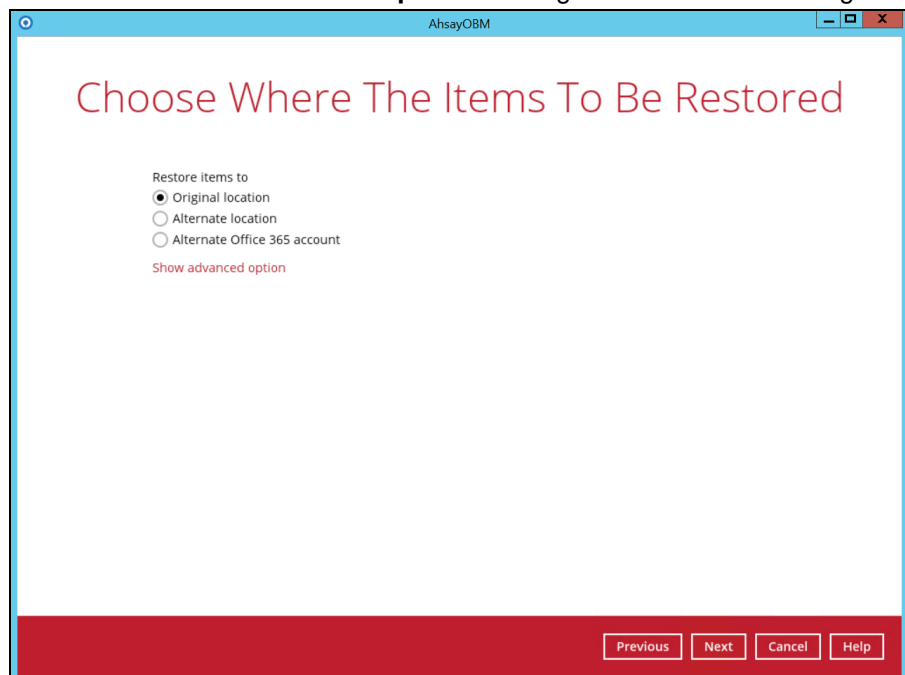 AhsayOBM
Choose Where The Items To Be Restored
Restore items to
Original location
Alternate location
Alternate Office 365 account
Show advanced option
Previous Next Cancel Help